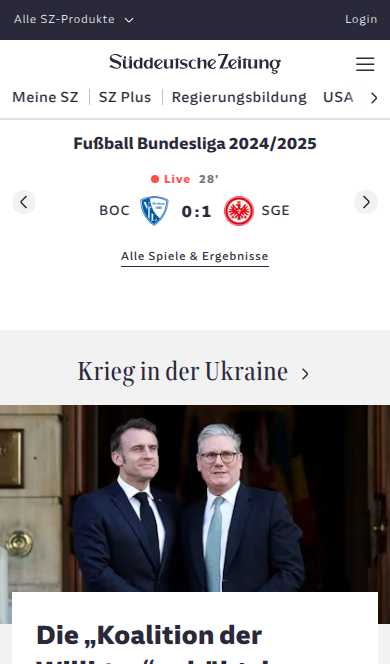 Alle SZ-Produkte Login
Süddeutsche Zeitung
Meine SZ SZ Plus Regierungsbildung USA
Fußball Bundesliga 2024/2025
Live 28'
BOC 0:1 SGE
Alle Spiele & Ergebnisse
Krieg in der Ukraine
Die „Koalition der